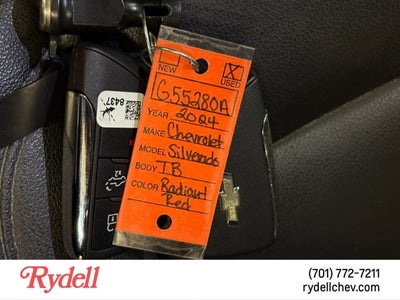 NEW
X USED
G55280A
YEAR 2024
MAKE Chevrolet
MODEL Silverado
BODY TB
COLOR Radiant
Red
8437
Rydell
(701) 772-7211
rydellchev.com